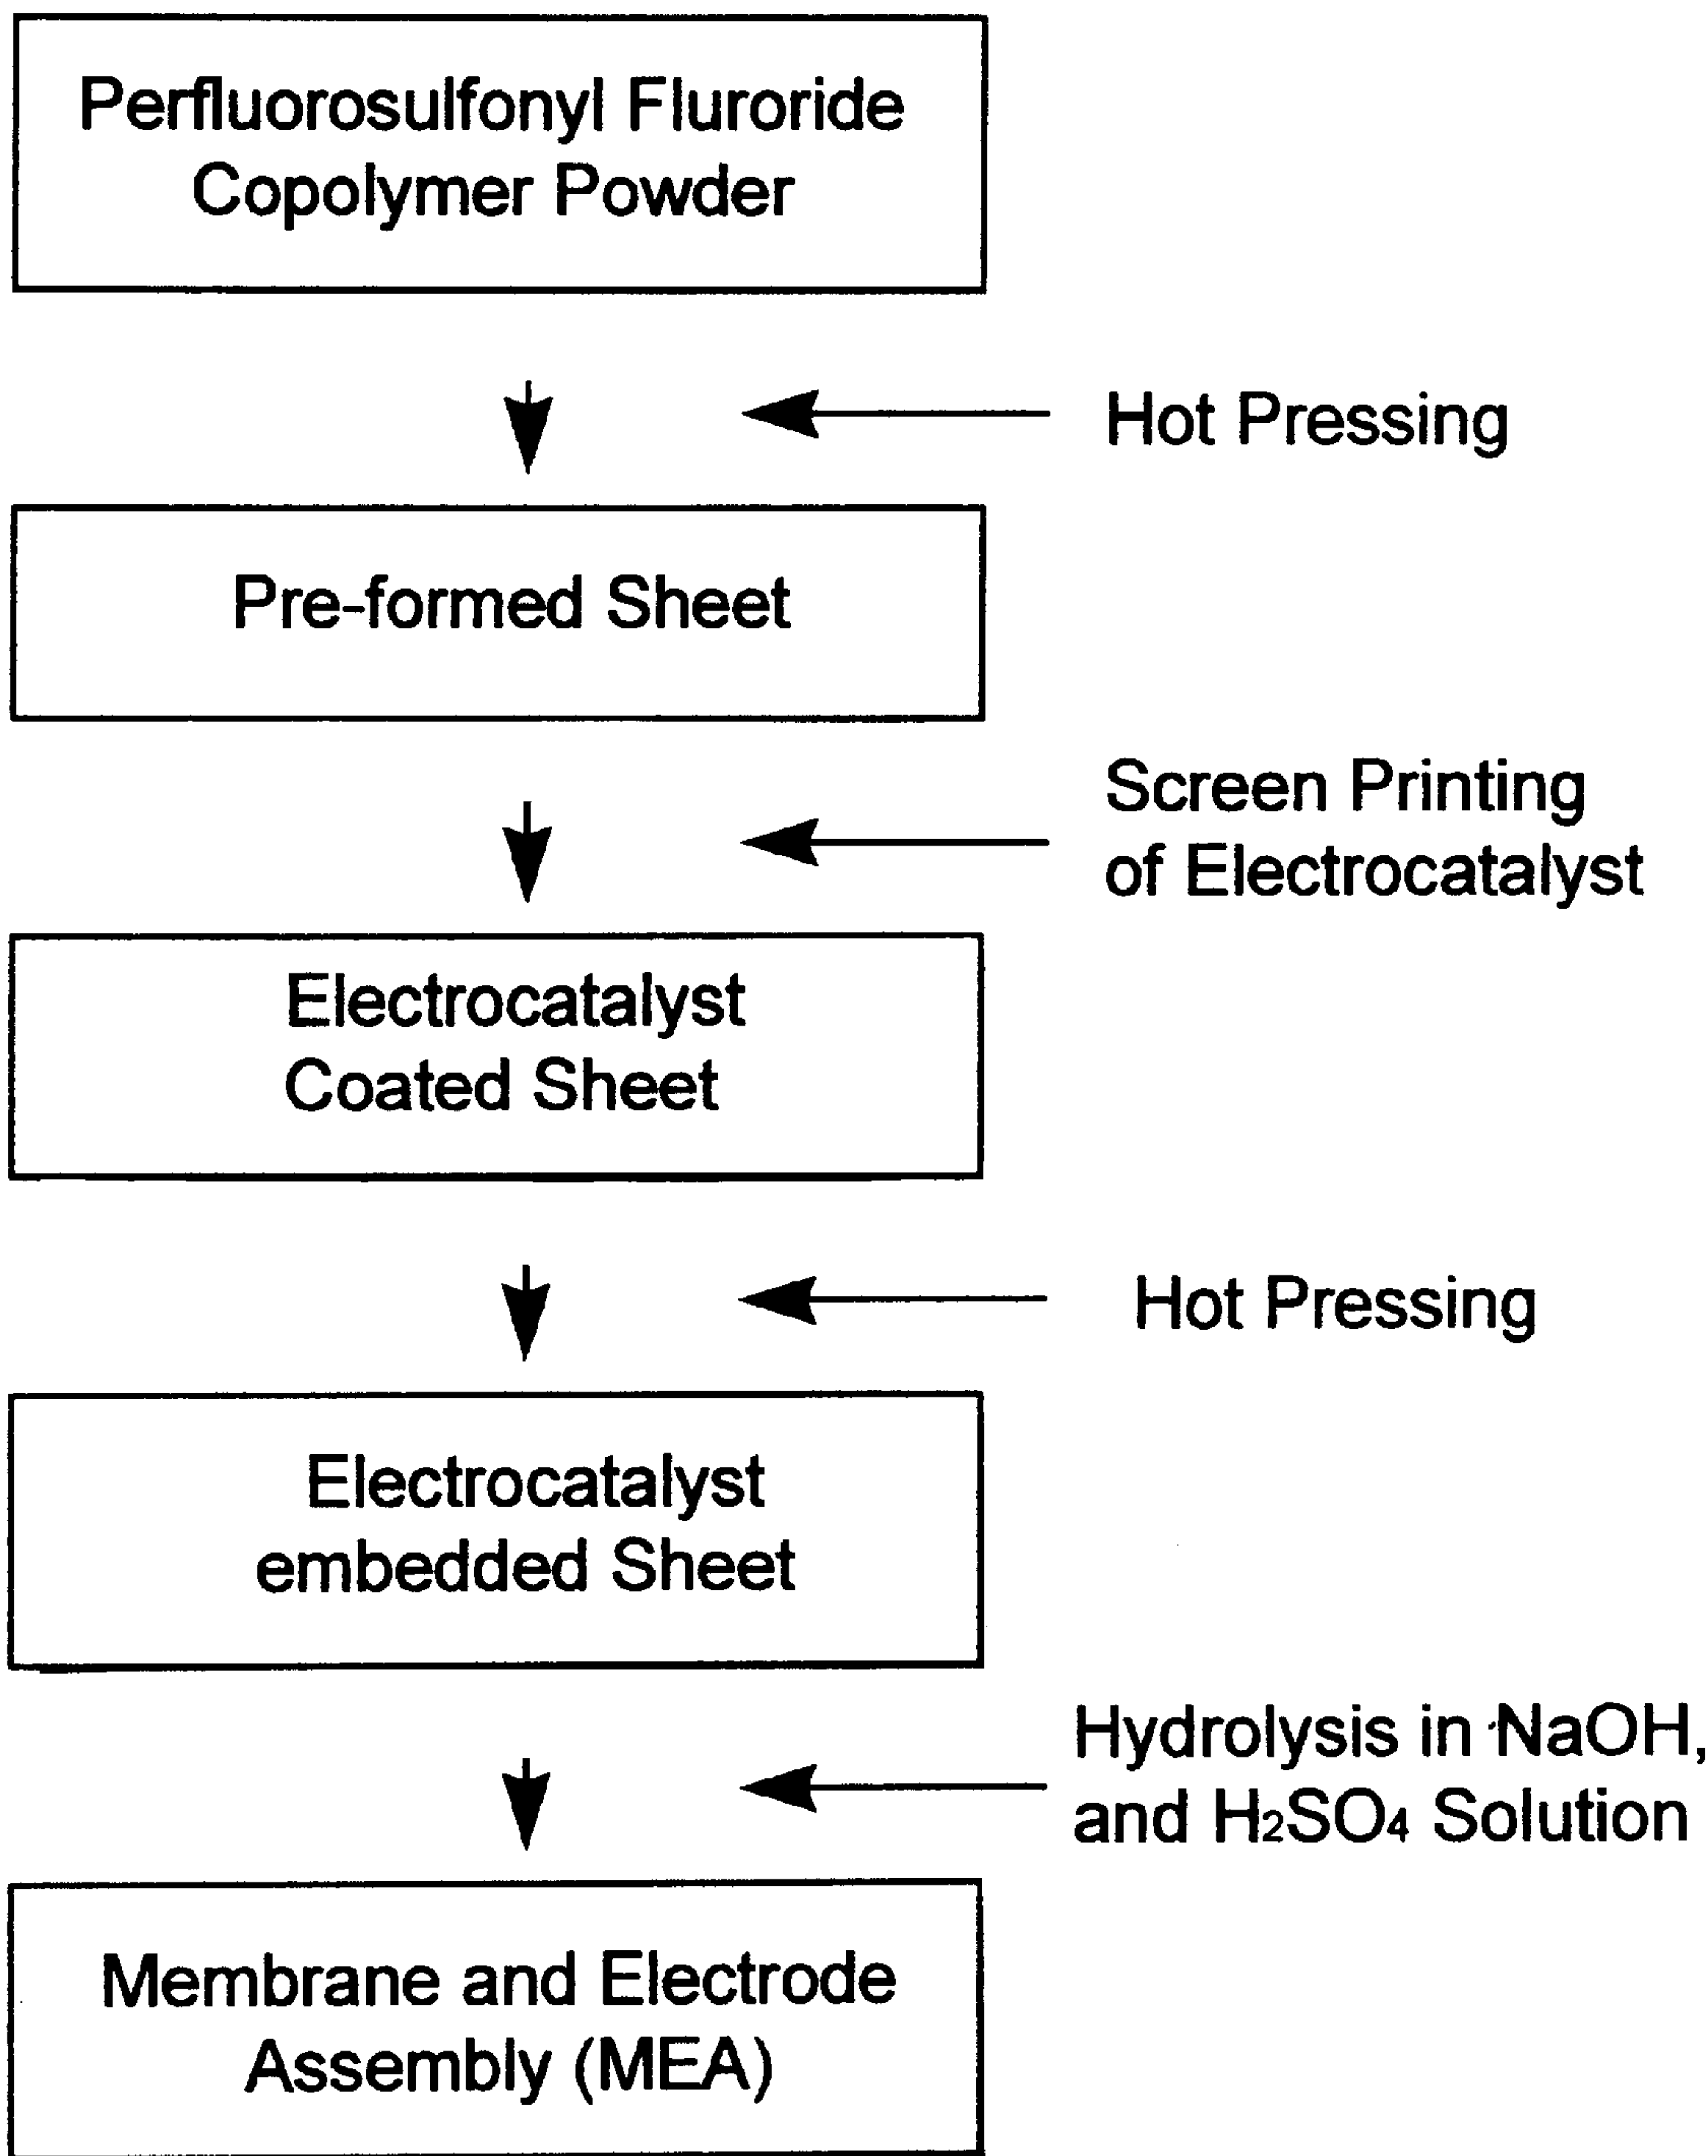 Perfluorosulfonyl Fluroride
Copolymer Powder
Hot Pressing
Pre-formed Sheet
Screen Printing
of Electrocatalyst
Electrocatalyst
Coated Sheet
Hot Pressing
Electrocatalyst
embedded Sheet
Hydrolysis in NaOH,
and H₂SO₄ Solution
Membrane and Electrode
Assembly (MEA)